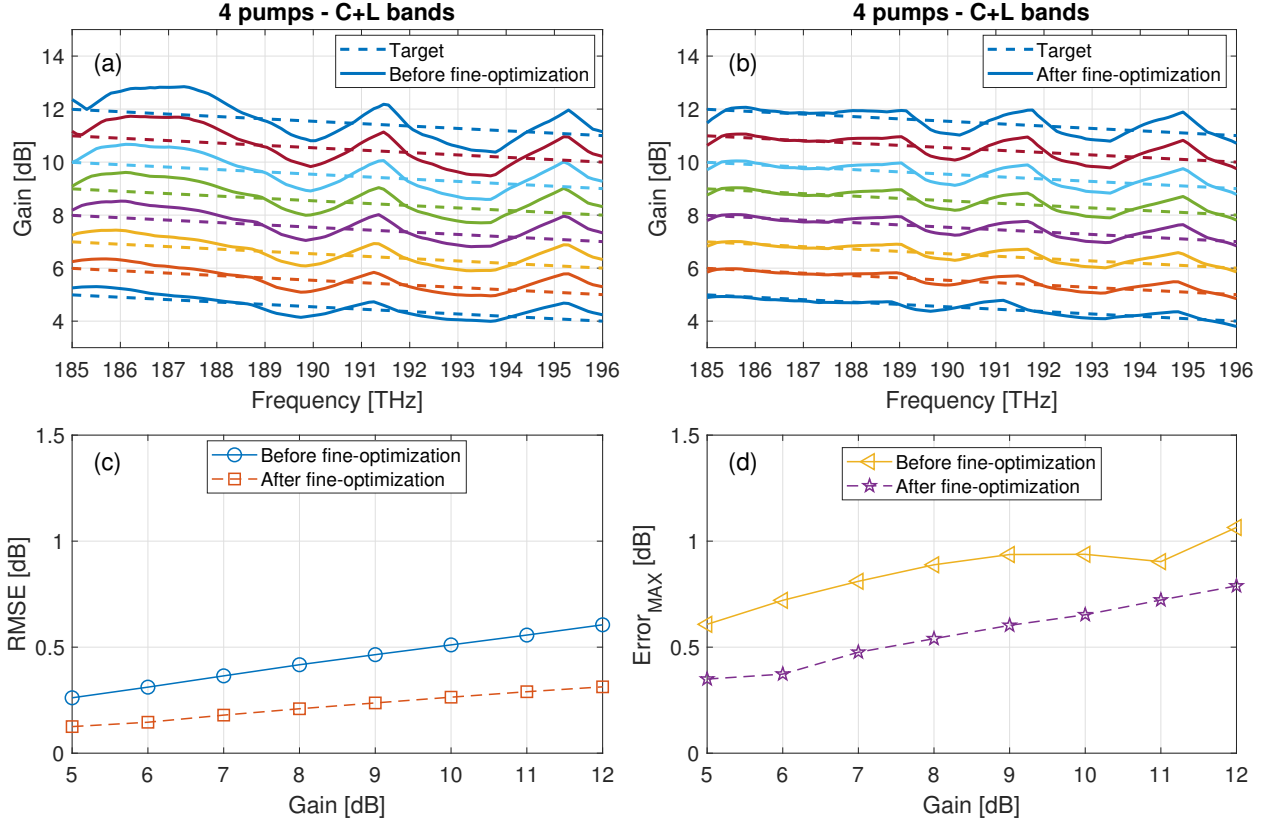 4 pumps - C+L bands
(a)
Target
Before fine-optimization
14
12
10
8
6
4
Gain [dB]
185 186 187 188 189 190 191 192 193 194 195 196
Frequency [THz]
4 pumps - C+L bands
(b)
Target
After fine-optimization
14
12
10
8
6
4
Gain [dB]
185 186 187 188 189 190 191 192 193 194 195 196
Frequency [THz]
(c)
Before fine-optimization
After fine-optimization
1.5
1
0.5
0
RMSE [dB]
5 6 7 8 9 10 11 12
Gain [dB]
(d)
Before fine-optimization
After fine-optimization
1.5
1
0.5
0
Error_MAX [dB]
5 6 7 8 9 10 11 12
Gain [dB]